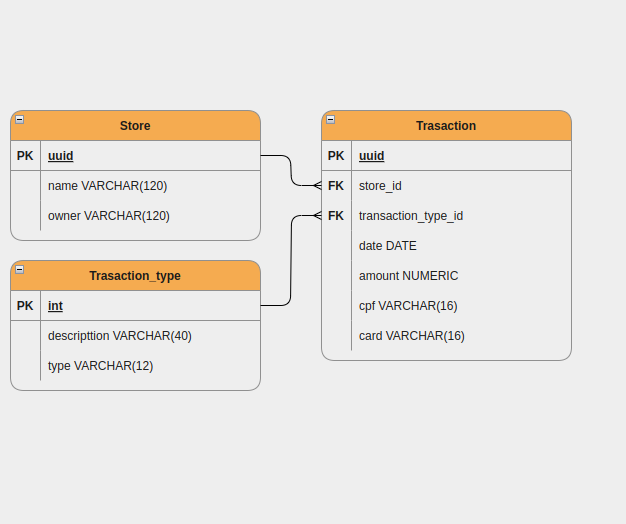 Store
PK uuid
name VARCHAR(120)
owner VARCHAR(120)
Trasaction_type
PK int
descripttion VARCHAR(40)
type VARCHAR(12)
Trasaction
PK uuid
FK store_id
FK transaction_type_id
date DATE
amount NUMERIC
cpf VARCHAR(16)
card VARCHAR(16)